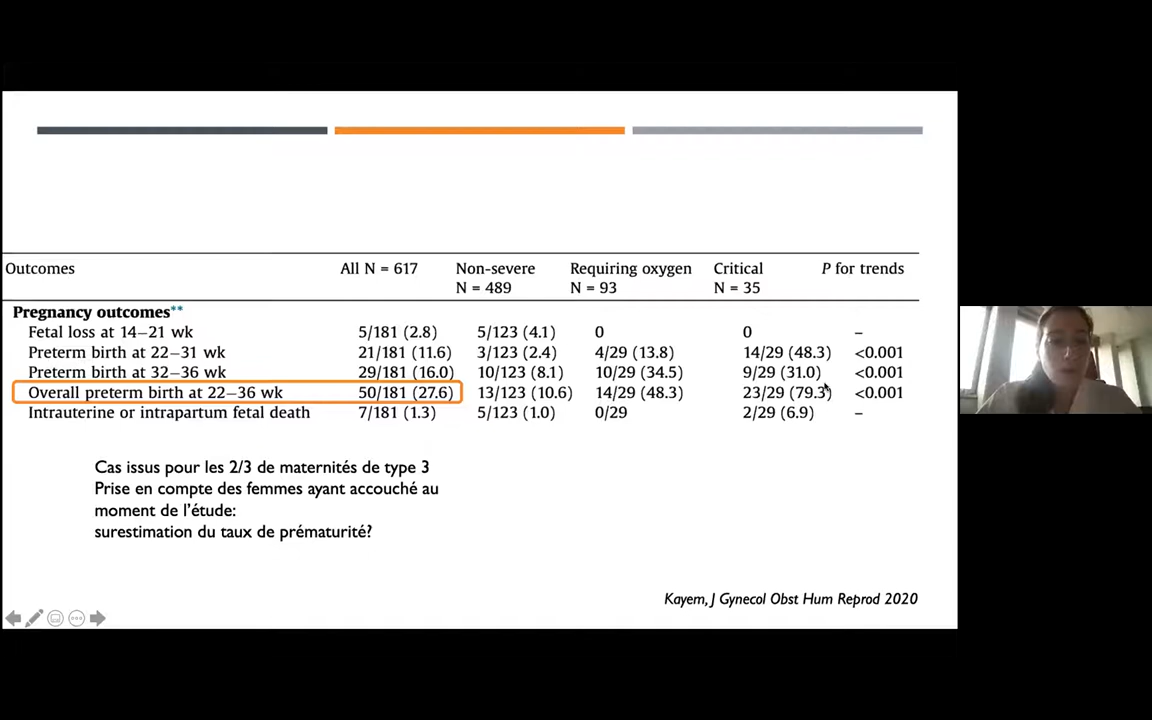 Outcomes All N = 617 Non-severe N = 489 Requiring oxygen N = 93 Critical N = 35 P for trends
Pregnancy outcomes**
Fetal loss at 14–21 wk 5/181 (2.8) 5/123 (4.1) 0 0 –
Preterm birth at 22–31 wk 21/181 (11.6) 3/123 (2.4) 4/29 (13.8) 14/29 (48.3) <0.001
Preterm birth at 32–36 wk 29/181 (16.0) 10/123 (8.1) 10/29 (34.5) 9/29 (31.0) <0.001
Overall preterm birth at 22–36 wk 50/181 (27.6) 13/123 (10.6) 14/29 (48.3) 23/29 (79.3) <0.001
Intrauterine or intrapartum fetal death 7/181 (1.3) 5/123 (1.0) 0/29 2/29 (6.9) –
Cas issus pour les 2/3 de maternités de type 3
Prise en compte des femmes ayant accouché au
moment de l'étude:
surestimation du taux de prématurité?
Kayem, J Gynecol Obst Hum Reprod 2020